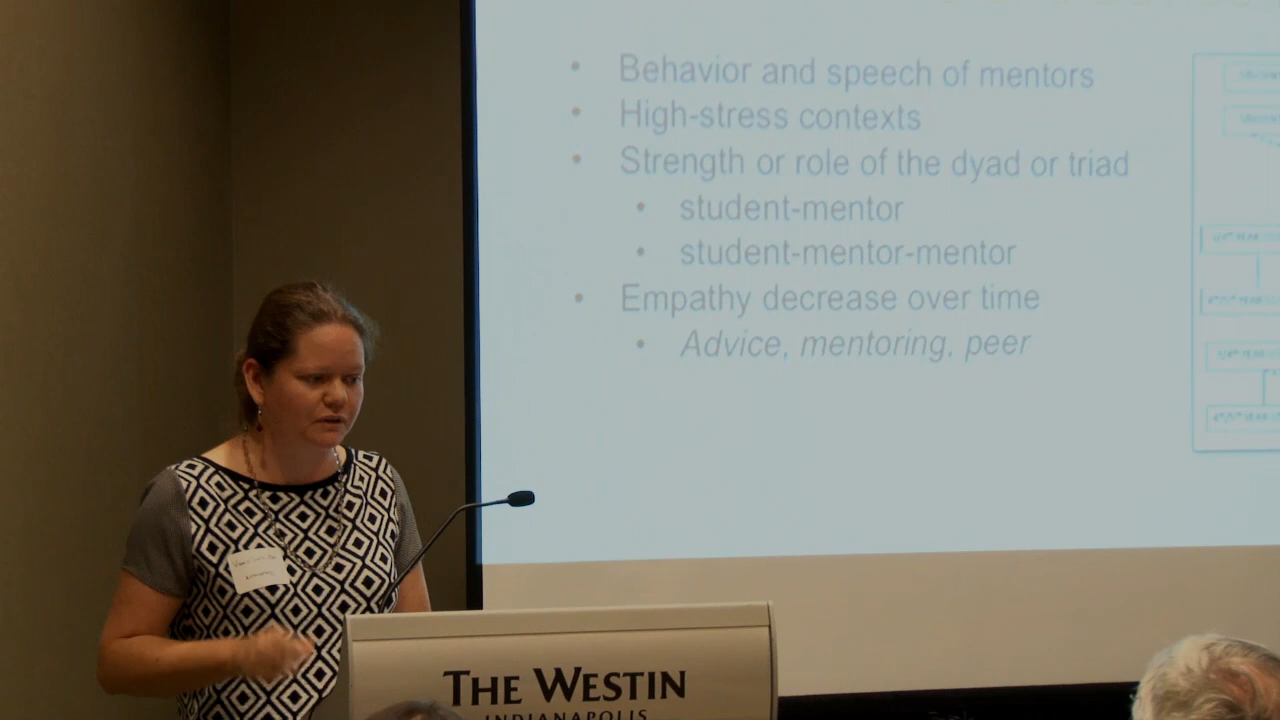 Behavior and speech of mentors
High-stress contexts
Strength or role of the dyad or triad
student-mentor
student-mentor-mentor
Empathy decrease over time
Advice, mentoring, peer
THE WESTIN
INDIANAPOLIS